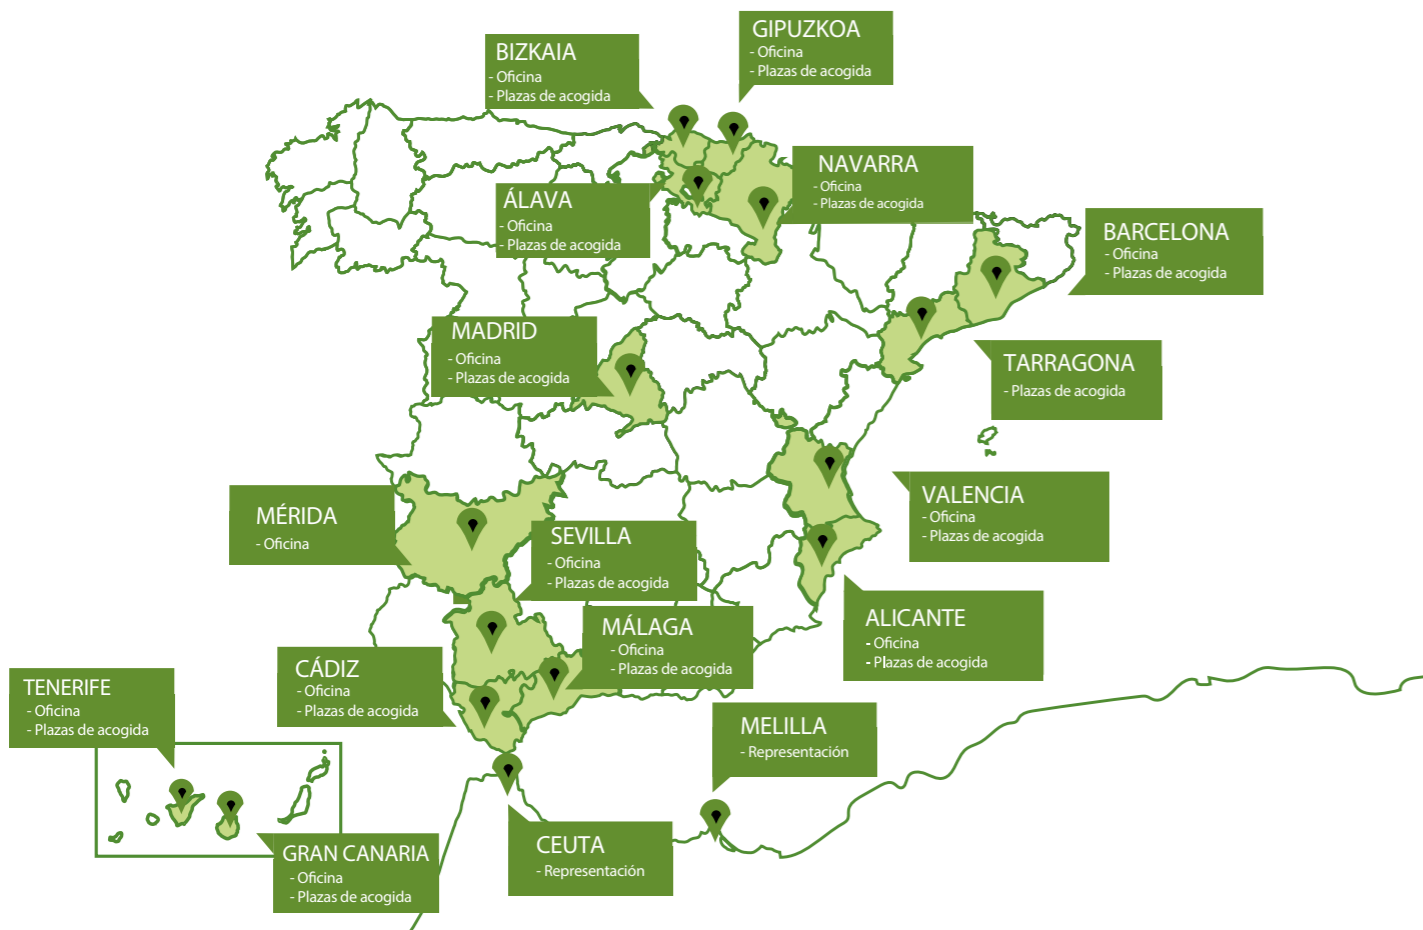 GIPUZKOA
- Oficina
- Plazas de acogida
BIZKAIA
- Oficina
- Plazas de acogida
NAVARRA
- Oficina
- Plazas de acogida
ÁLAVA
- Oficina
- Plazas de acogida
BARCELONA
- Oficina
- Plazas de acogida
MADRID
- Oficina
- Plazas de acogida
TARRAGONA
- Plazas de acogida
VALENCIA
- Oficina
- Plazas de acogida
MÉRIDA
- Oficina
SEVILLA
- Oficina
- Plazas de acogida
ALICANTE
- Oficina
- Plazas de acogida
MÁLAGA
- Oficina
- Plazas de acogida
CÁDIZ
- Oficina
- Plazas de acogida
TENERIFE
- Oficina
- Plazas de acogida
MELILLA
- Representación
CEUTA
- Representación
GRAN CANARIA
- Oficina
- Plazas de acogida